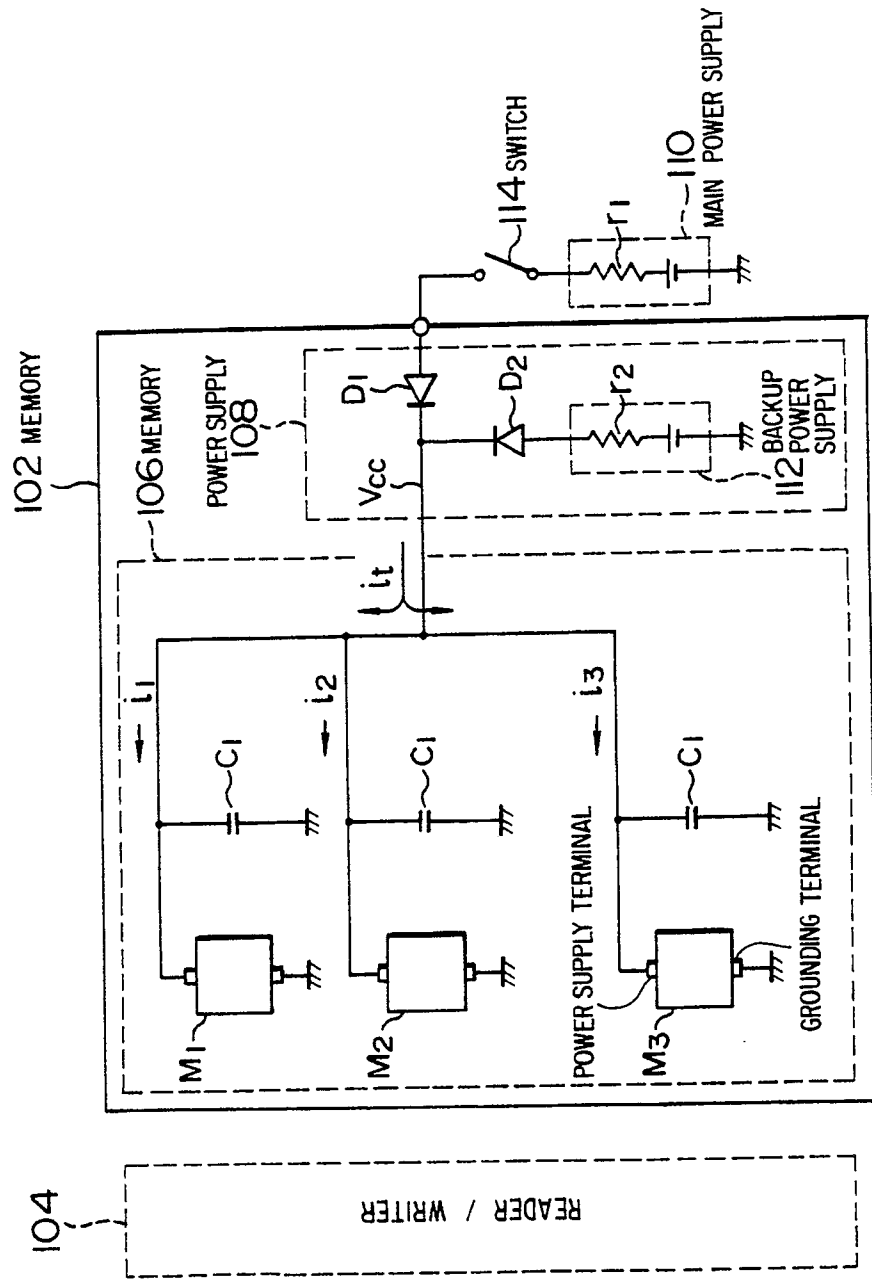 102 MEMORY
106 MEMORY
POWER SUPPLY
108
114 SWITCH
r1
110
MAIN POWER SUPPLY
D1
D2
r2
112
BACKUP
POWER
SUPPLY
Vcc
it
i1
i2
i3
C1
C1
C1
M1
M2
M3
POWER SUPPLY TERMINAL
GROUNDING TERMINAL
104
READER / WRITER